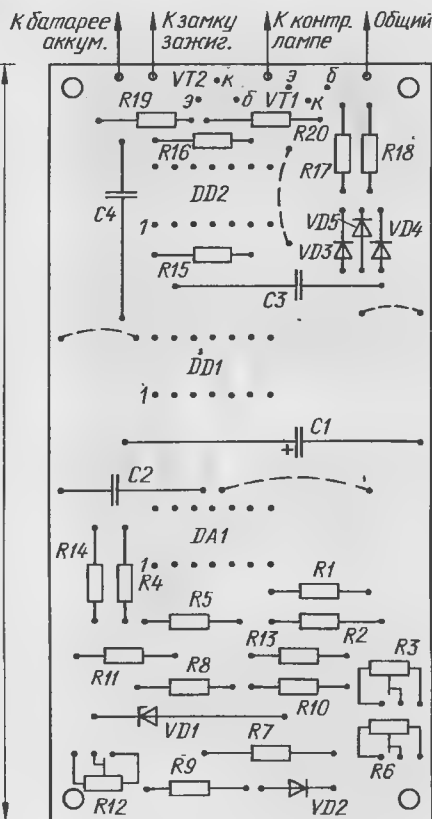 К батарее аккум.
К замку зажиг.
К контр. лампе
Общий
VT2 к э б
VT1 э б к
R19
R20
R16
R17
R18
DD2
C4
1
VD5
VD3
VD4
R15
C3
DD1
1
C1
+
C2
DA1
R14
R4
1
R1
R5
R2
R13
R3
R11
R8
R10
VD1
R7
R6
R12
R9
VD2